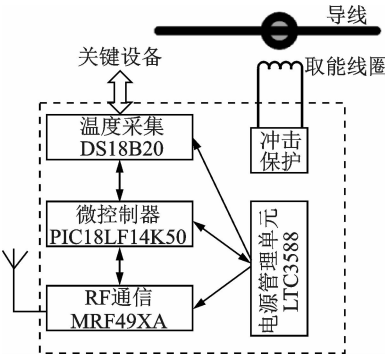 导线
关键设备
取能线圈
温度采集
DS18B20
冲击
保护
微控制器
PIC18LF14K50
电源管理单元
LTC3588
RF通信
MRF49XA